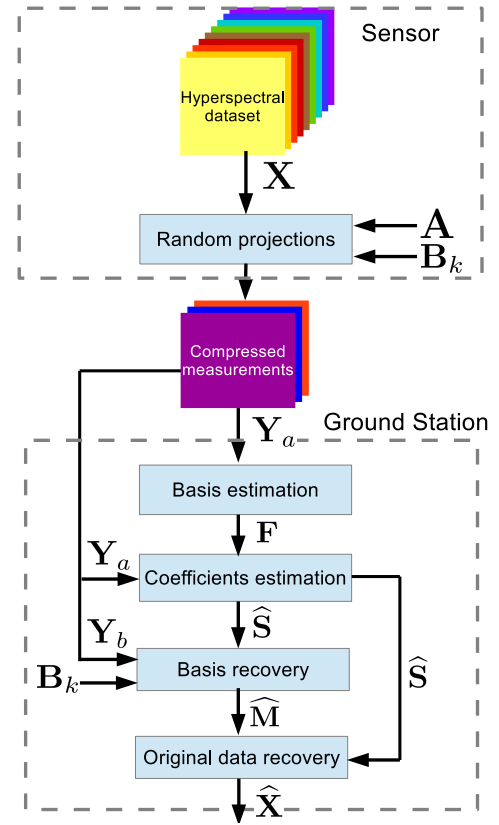 Sensor
Hyperspectral
dataset
X
Random projections
A
B_k
Compressed
measurements
Y_a
Ground Station
Basis estimation
F
Y_a
Coefficients estimation
Ŝ
Y_b
B_k
Basis recovery
Ŝ
M̂
Original data recovery
X̂